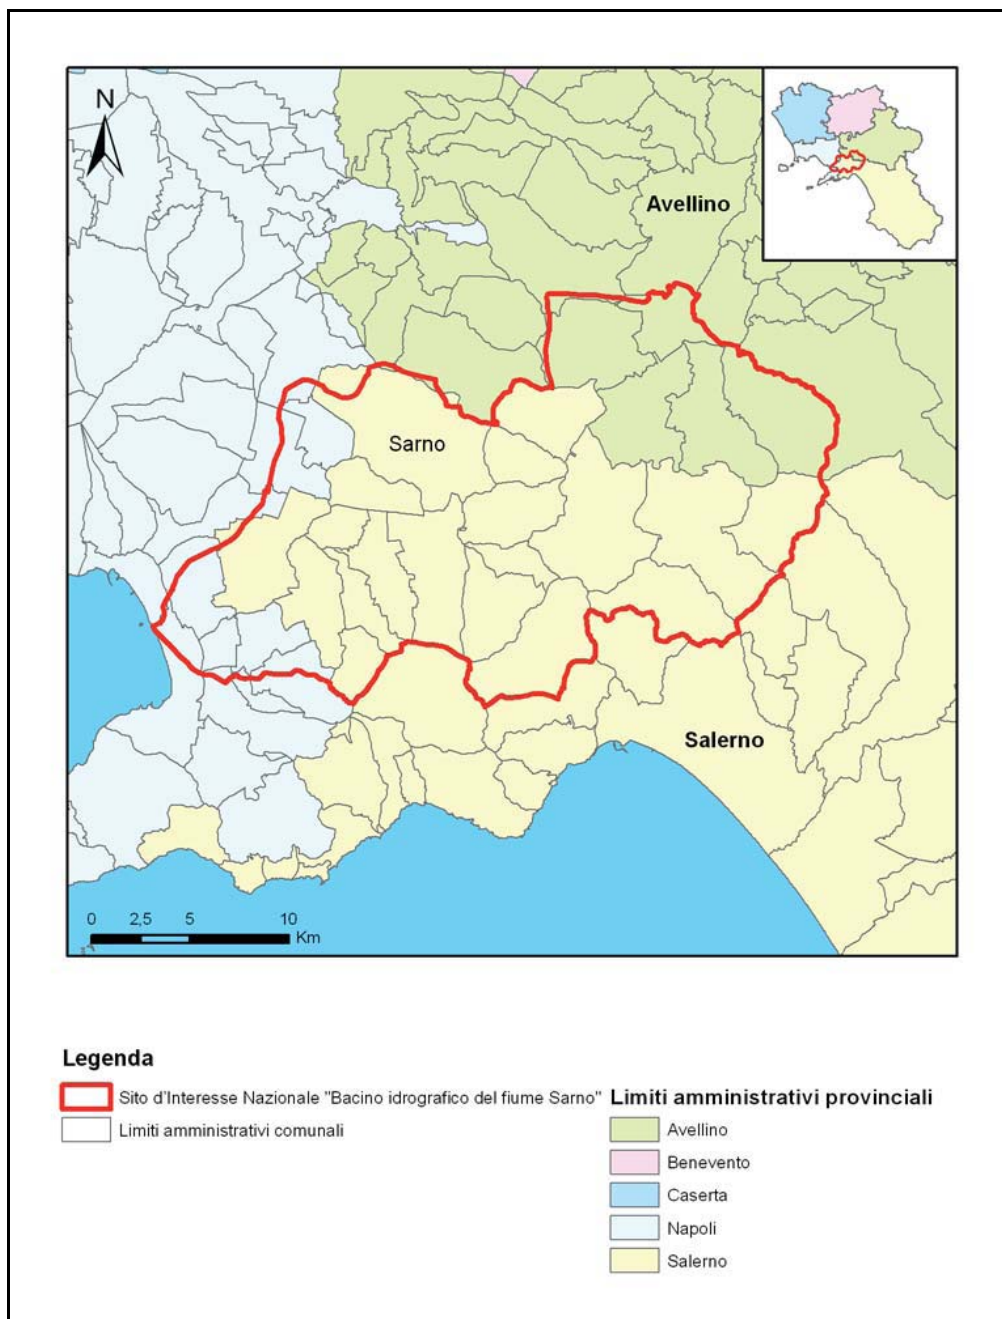 N
Avellino
Sarno
Salerno
0 2,5 5 10
Km
Legenda
Sito d'Interesse Nazionale "Bacino idrografico del fiume Sarno"
Limiti amministrativi comunali
Limiti amministrativi provinciali
Avellino
Benevento
Caserta
Napoli
Salerno